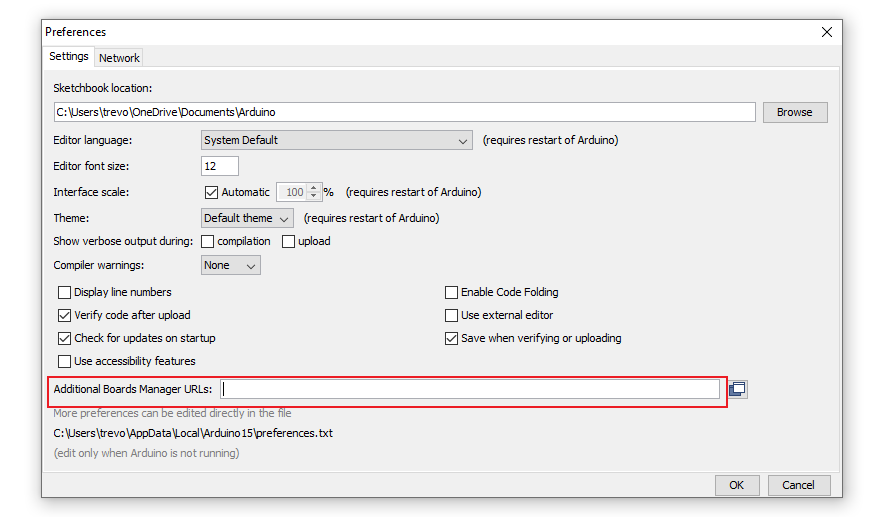 Preferences
Settings Network
Sketchbook location:
C:\Users\trevo\OneDrive\Documents\Arduino Browse
Editor language: System Default (requires restart of Arduino)
Editor font size: 12
Interface scale: Automatic 100 % (requires restart of Arduino)
Theme: Default theme (requires restart of Arduino)
Show verbose output during: compilation upload
Compiler warnings: None
Display line numbers Enable Code Folding
Verify code after upload Use external editor
Check for updates on startup Save when verifying or uploading
Use accessibility features
Additional Boards Manager URLs:
More preferences can be edited directly in the file
C:\Users\trevo\AppData\Local\Arduino15\preferences.txt
(edit only when Arduino is not running)
OK Cancel